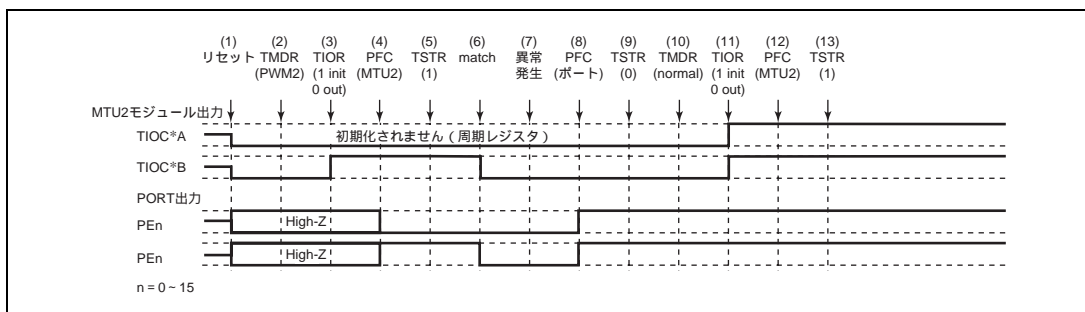 (1) (2) (3) (4) (5) (6) (7) (8) (9) (10) (11) (12) (13)
リセット TMDR TIOR PFC TSTR match 異常 PFC TSTR TMDR TIOR PFC TSTR
(PWM2) (1 init (MTU2) (1) 発生 (ポート) (0) (normal) (1 init (MTU2) (1)
0 out) 0 out)
MTU2モジュール出力
TIOC*A 初期化されません（周期レジスタ）
TIOC*B
PORT出力
PEn High-Z
PEn High-Z
n = 0 ~ 15